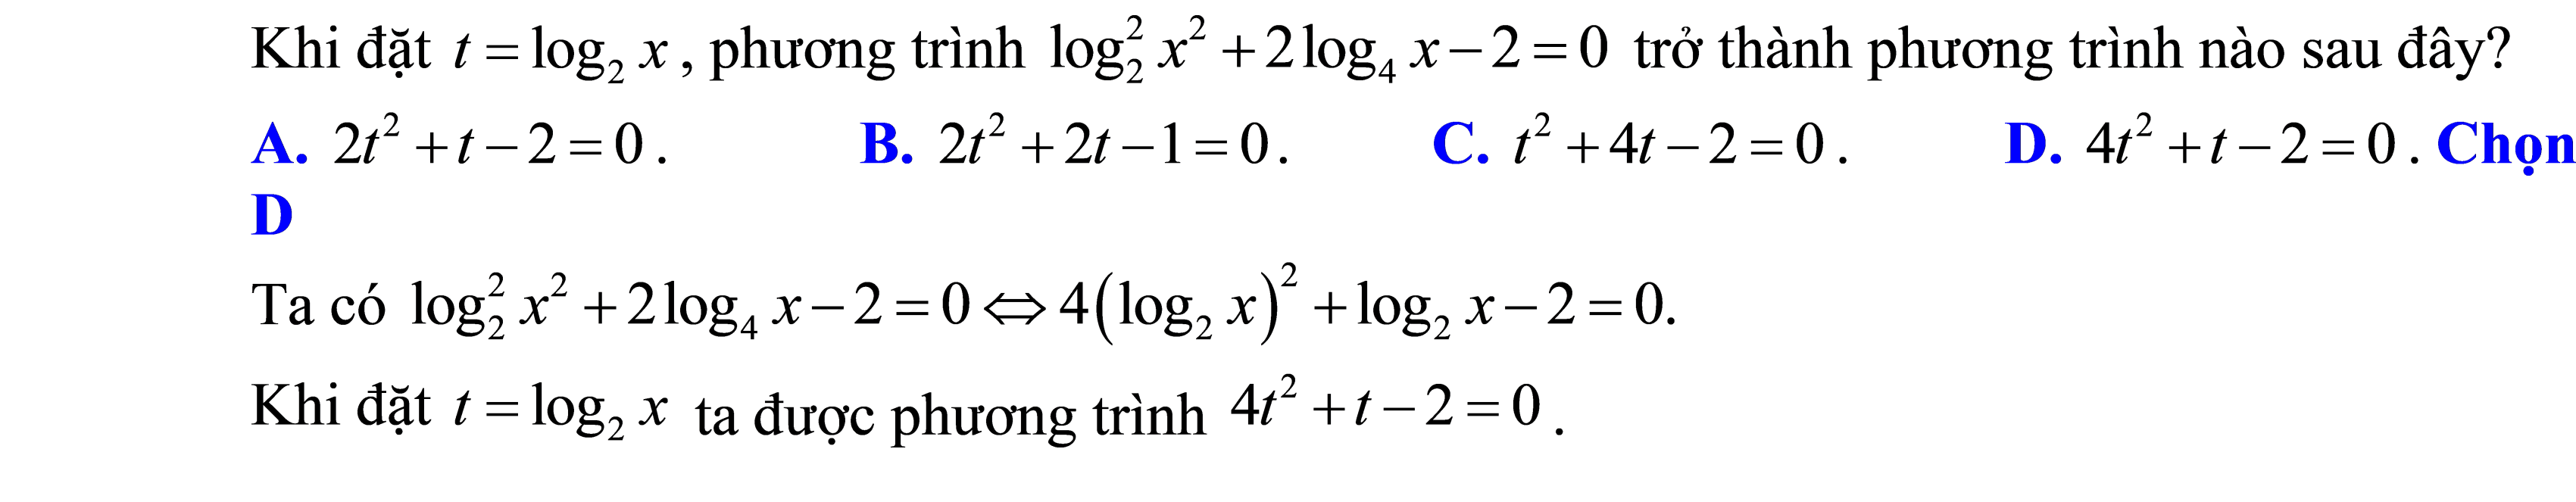 Khi đặt t = log₂ x, phương trình log₂² x² + 2log₄ x − 2 = 0 trở thành phương trình nào sau đây?
A. 2t² + t − 2 = 0. B. 2t² + 2t − 1 = 0. C. t² + 4t − 2 = 0. D. 4t² + t − 2 = 0. Chọn
D
Ta có log₂² x² + 2log₄ x − 2 = 0 ⇔ 4(log₂ x)² + log₂ x − 2 = 0.
Khi đặt t = log₂ x ta được phương trình 4t² + t − 2 = 0.